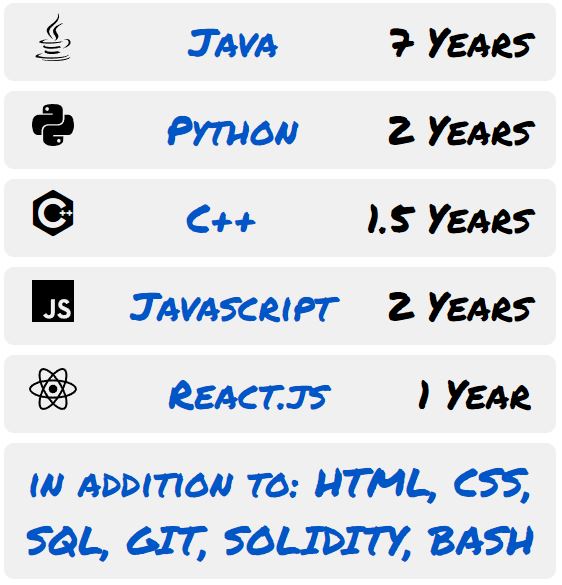 Java 7 Years
Python 2 Years
C++ 1.5 Years
JS Javascript 2 Years
React.js 1 Year
in addition to: HTML, CSS,
SQL, GIT, SOLIDITY, BASH